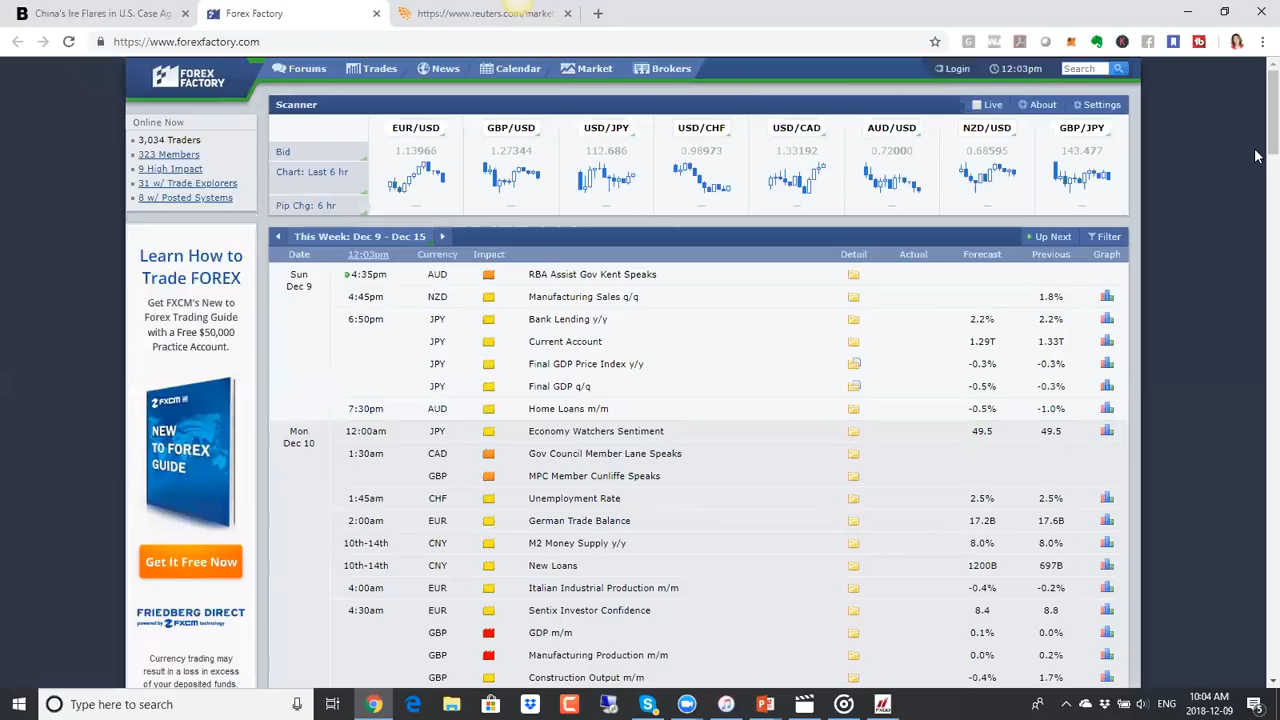 China's Ire Flares in U.S. Case Ag
Forex Factory
https://www.reuters.com/market
https://www.forexfactory.com
FOREX FACTORY
Forums Trades News Calendar Market Brokers
Login 12:03pm Search
Online Now
3,034 Traders
323 Members
9 High Impact
31 w/ Trade Explorers
8 w/ Posted Systems
Scanner Live About Settings
EUR/USD GBP/USD USD/JPY USD/CHF USD/CAD AUD/USD NZD/USD GBP/JPY
Bid 1.13966 1.27344 112.686 0.98973 1.33192 0.72000 0.68595 143.477
Chart: Last 6 hr
Pip Chg: 6 hr — — — — — — — —
This Week: Dec 9 - Dec 15 Up Next Filter
Date 12:03pm Currency Impact Detail Actual Forecast Previous Graph
Sun Dec 9 4:35pm AUD RBA Assist Gov Kent Speaks
4:45pm NZD Manufacturing Sales q/q 1.8%
6:50pm JPY Bank Lending y/y 2.2% 2.2%
JPY Current Account 1.29T 1.33T
JPY Final GDP Price Index y/y -0.3% -0.3%
JPY Final GDP q/q -0.5% -0.3%
7:30pm AUD Home Loans m/m -0.5% -1.0%
Mon Dec 10 12:00am JPY Economy Watchers Sentiment 49.5 49.5
1:30am CAD Gov Council Member Lane Speaks
GBP MPC Member Cunliffe Speaks
1:45am CHF Unemployment Rate 2.5% 2.5%
2:00am EUR German Trade Balance 17.2B 17.6B
10th-14th CNY M2 Money Supply y/y 8.0% 8.0%
10th-14th CNY New Loans 1200B 697B
4:00am EUR Italian Industrial Production m/m -0.4% -0.2%
4:30am EUR Sentix Investor Confidence 8.4 8.8
GBP GDP m/m 0.1% 0.0%
GBP Manufacturing Production m/m 0.0% 0.2%
GBP Construction Output m/m -0.4% 1.7%
Learn How to
Trade FOREX
Get FXCM's New to
Forex Trading Guide
with a Free $50,000
Practice Account.
FXCM
NEW
TO FOREX
GUIDE
Get It Free Now
FRIEDBERG DIRECT
powered by FXCM technology
Currency trading may
result in a loss in excess
of your deposited funds.
Type here to search
ENG
10:04 AM
2018-12-09